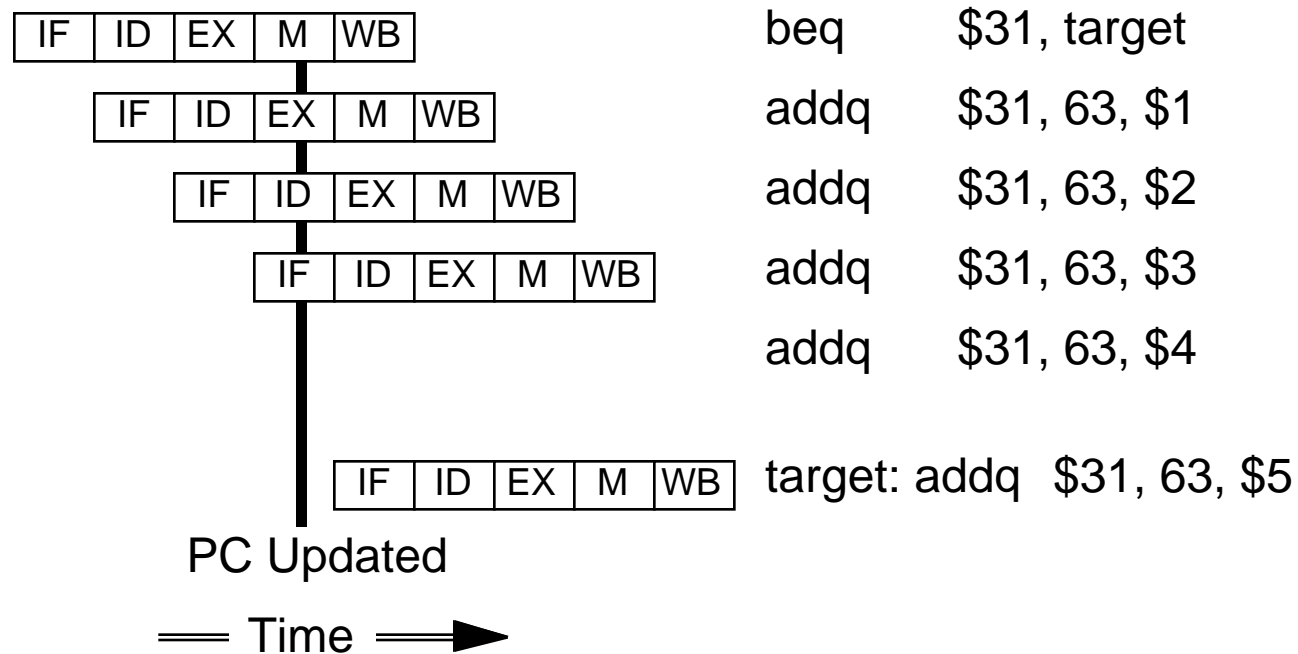 IF ID EX M WB beq $31, target
IF ID EX M WB addq $31, 63, $1
IF ID EX M WB addq $31, 63, $2
IF ID EX M WB addq $31, 63, $3
addq $31, 63, $4
IF ID EX M WB target: addq $31, 63, $5
PC Updated
Time